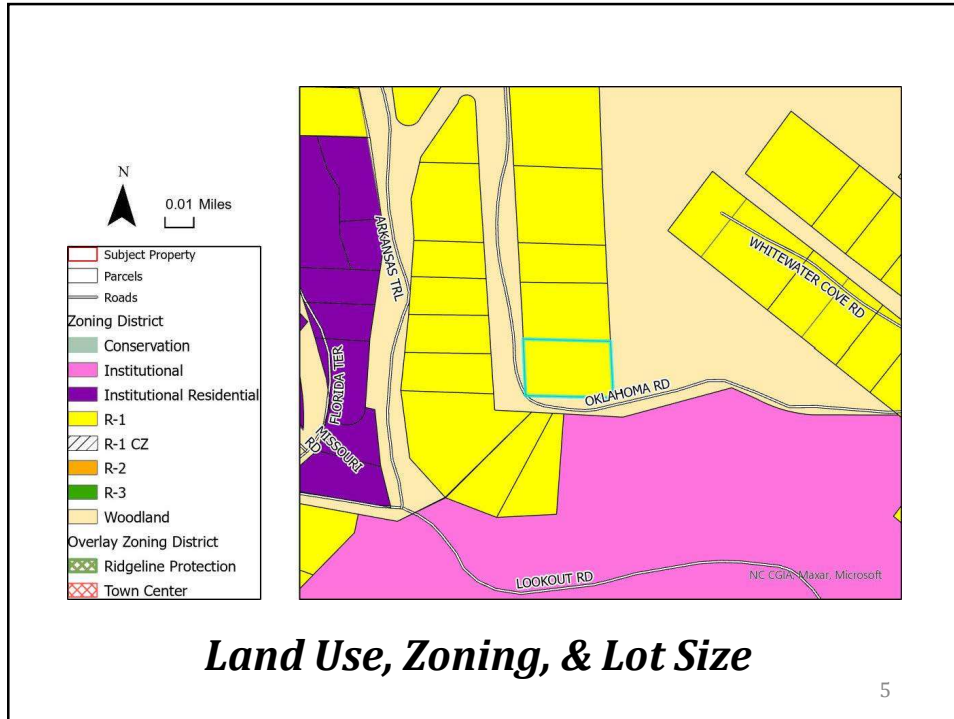 N
0.01 Miles
Subject Property
Parcels
Roads
Zoning District
Conservation
Institutional
Institutional Residential
R-1
R-1 CZ
R-2
R-3
Woodland
Overlay Zoning District
Ridgeline Protection
Town Center
ARKANSAS TRL
FLORIDA TER
MISSOURI
RD
WHITEWATER COVE RD
OKLAHOMA RD
LOOKOUT RD
NC CGIA, Maxar, Microsoft
Land Use, Zoning, & Lot Size
5